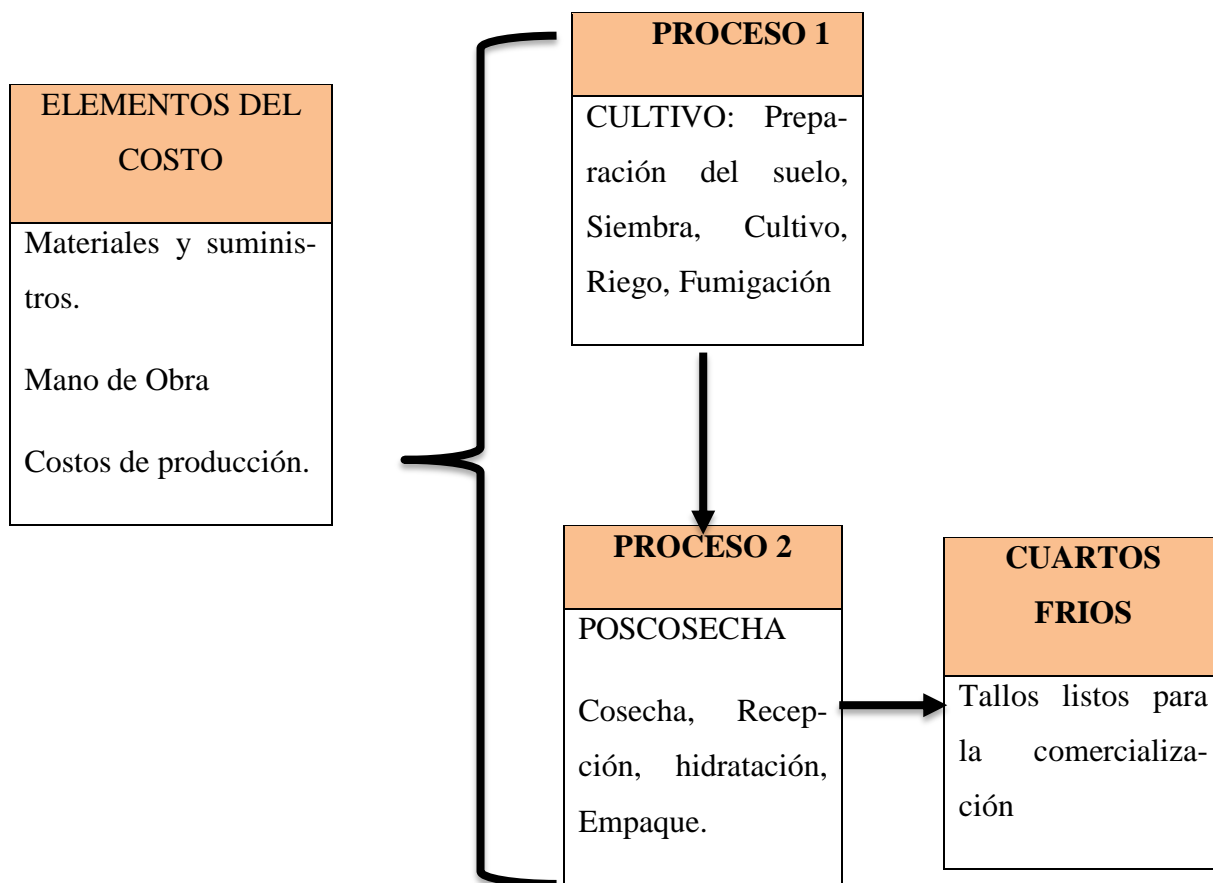 ELEMENTOS DEL
COSTO
Materiales y suminis-
tros.
Mano de Obra
Costos de producción.
PROCESO 1
CULTIVO: Prepa-
ración del suelo,
Siembra, Cultivo,
Riego, Fumigación
PROCESO 2
POSCOSECHA
Cosecha, Recep-
ción, hidratación,
Empaque.
CUARTOS
FRIOS
Tallos listos para
la comercializa-
ción